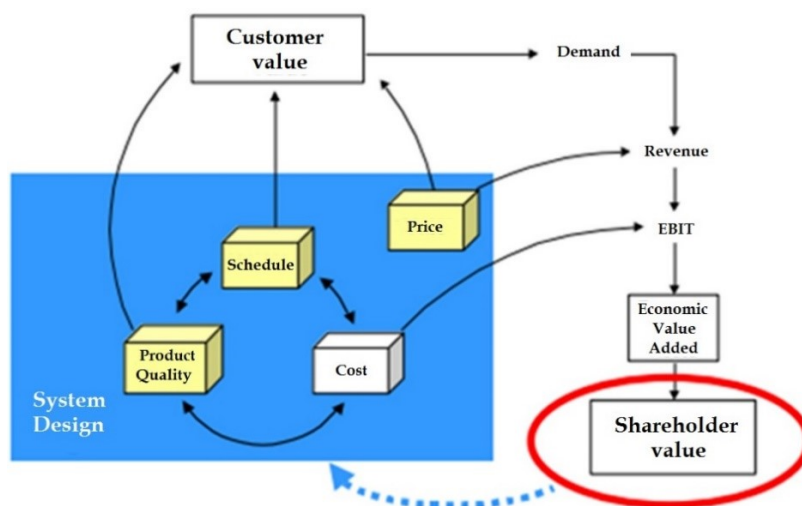 Customer
value
Demand
Revenue
Price
EBIT
Schedule
Economic
Value
Added
Product
Quality
Cost
System
Design
Shareholder
value